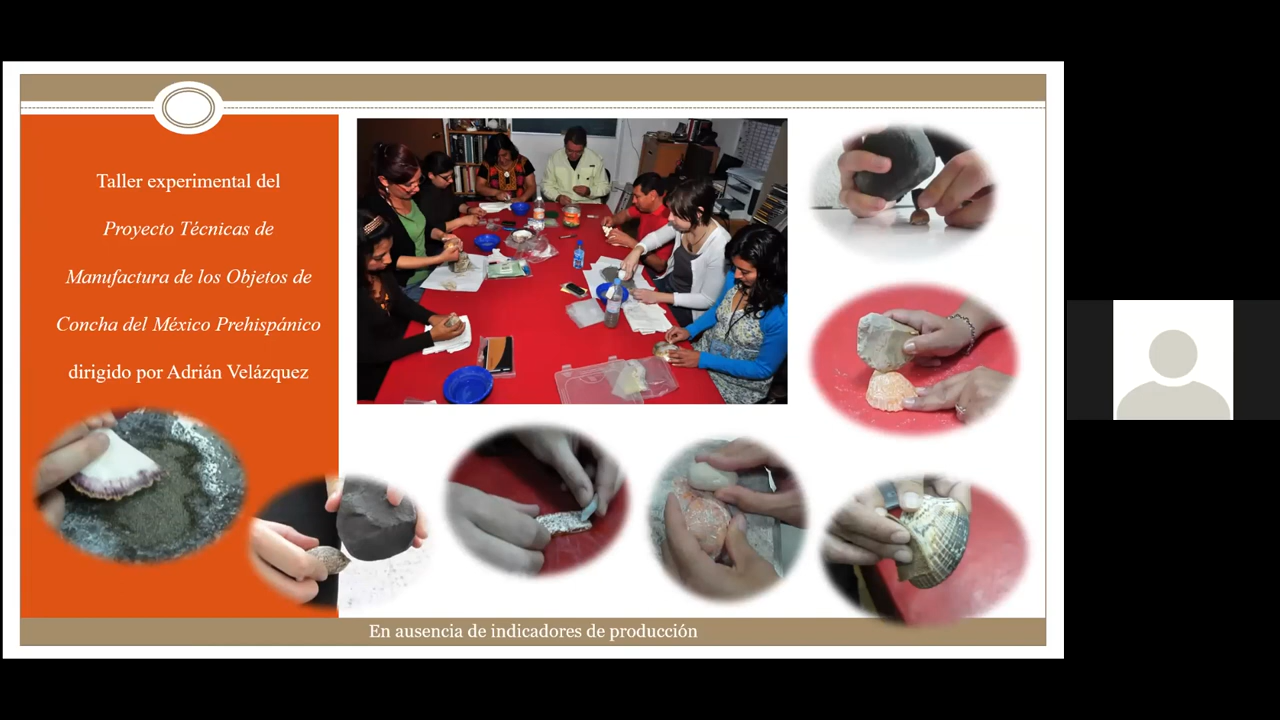 Taller experimental del
Proyecto Técnicas de
Manufactura de los Objetos de
Concha del México Prehispánico
dirigido por Adrián Velázquez
En ausencia de indicadores de producción